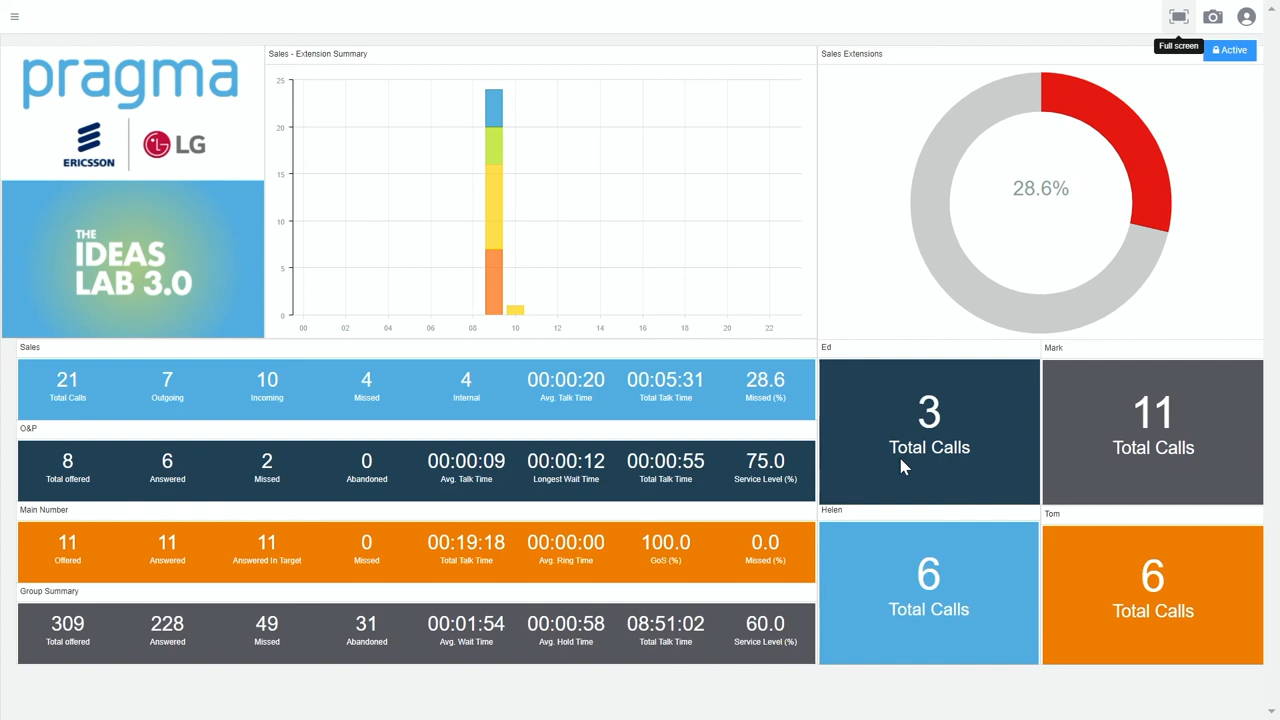 Full screen
Active
pragma
ERICSSON
LG
THE
IDEAS
LAB 3.0
Sales - Extension Summary
25
20
15
10
5
0
00 02 04 06 08 10 12 14 16 18 20 22
Sales Extensions
28.6%
Sales
21 7 10 4 4 00:00:20 00:05:31 28.6
Total Calls Outgoing Incoming Missed Internal Avg. Talk Time Total Talk Time Missed (%)
O&P
8 6 2 0 00:00:09 00:00:12 00:00:55 75.0
Total offered Answered Missed Abandoned Avg. Talk Time Longest Wait Time Total Talk Time Service Level (%)
Main Number
11 11 11 0 00:19:18 00:00:00 100.0 0.0
Offered Answered Answered In Target Missed Total Talk Time Avg. Ring Time GoS (%) Missed (%)
Group Summary
309 228 49 31 00:01:54 00:00:58 08:51:02 60.0
Total offered Answered Missed Abandoned Avg. Wait Time Avg. Hold Time Total Talk Time Service Level (%)
Ed
3
Total Calls
Mark
11
Total Calls
Helen
6
Total Calls
Tom
6
Total Calls